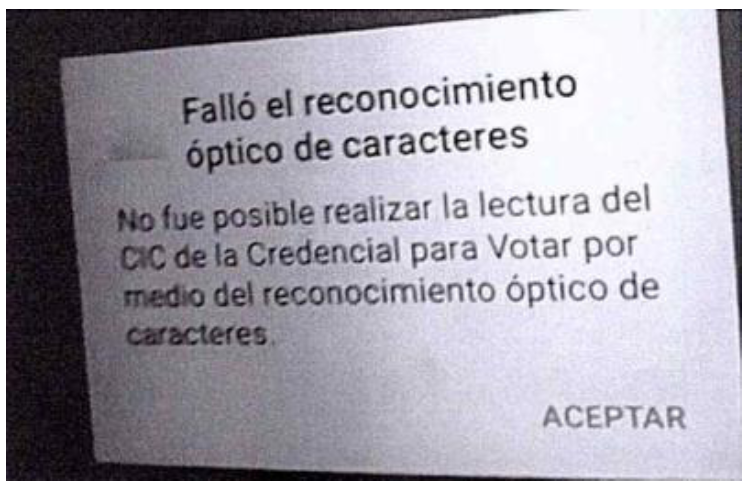 Falló el reconocimiento
óptico de caracteres
No fue posible realizar la lectura del
CIC de la Credencial para Votar por
medio del reconocimiento óptico de
caracteres.
ACEPTAR